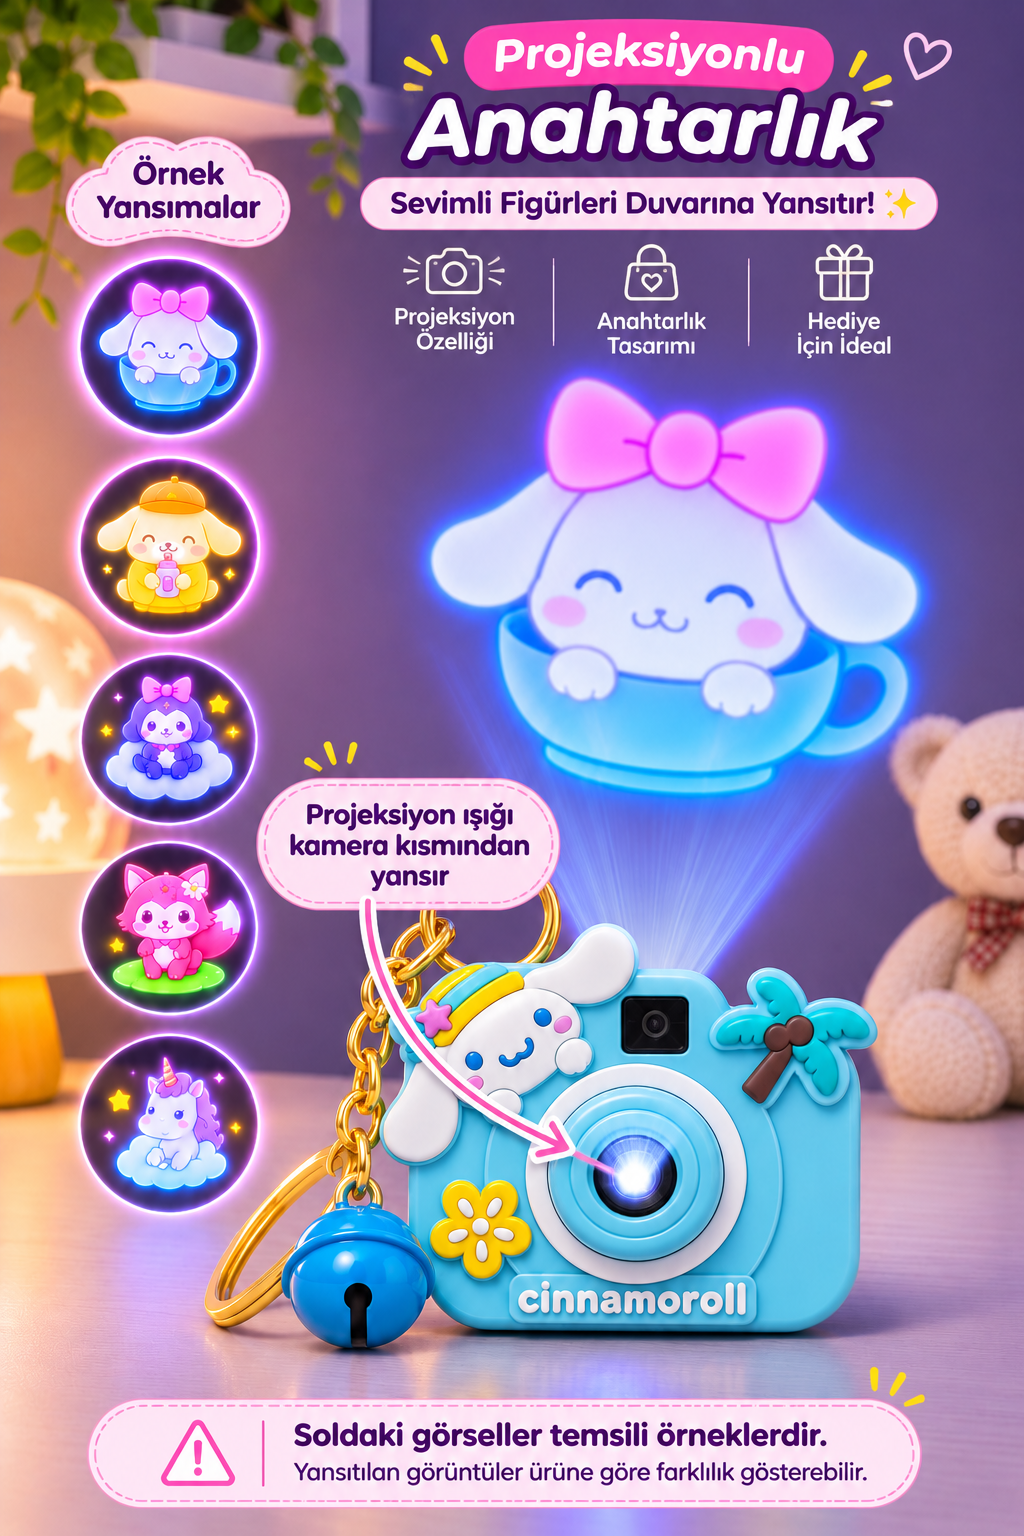 Projeksiyonlu
Anahtarlık
Sevimli Figürleri Duvarına Yansıtır!
Örnek
Yansımalar
Projeksiyon
Özelliği
Anahtarlık
Tasarımı
Hediye
İçin İdeal
Projeksiyon ışığı
kamera kısmından
yansır
cinnamoroll
Soldaki görseller temsili örneklerdir.
Yansıtılan görüntüler ürüne göre farklılık gösterebilir.